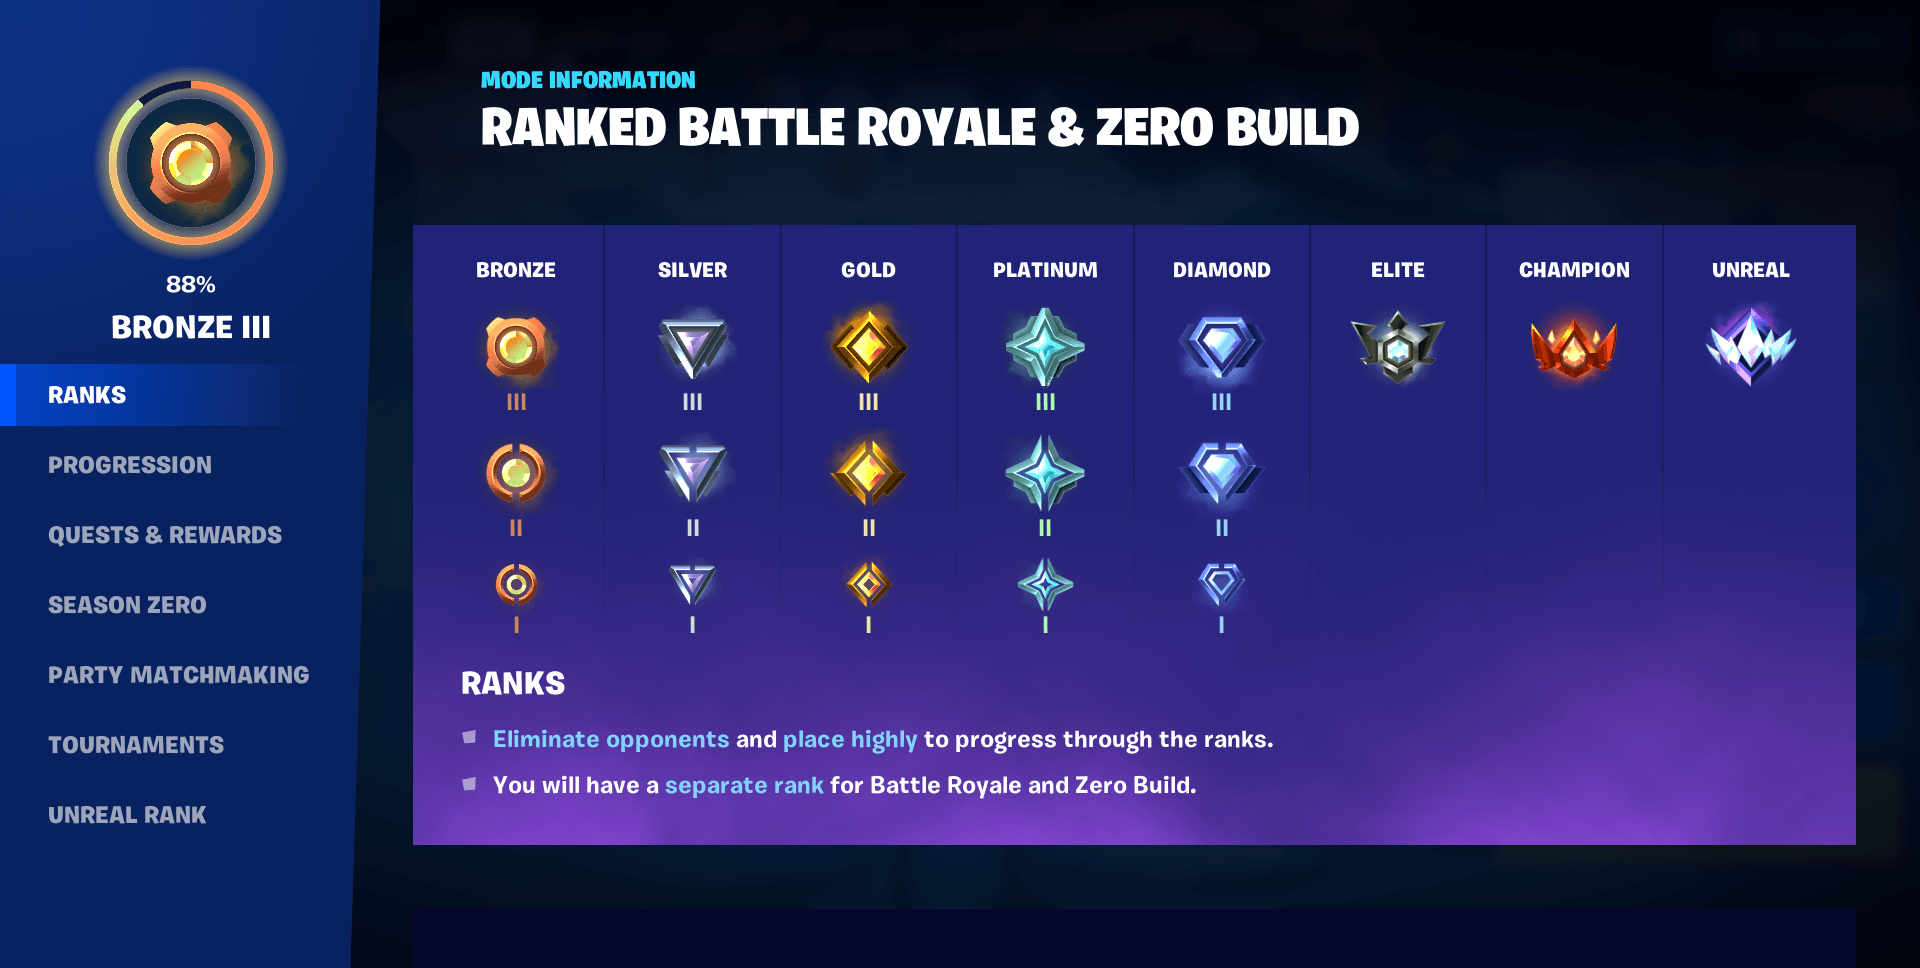 88%
BRONZE III
RANKS
PROGRESSION
QUESTS & REWARDS
SEASON ZERO
PARTY MATCHMAKING
TOURNAMENTS
UNREAL RANK
MODE INFORMATION
RANKED BATTLE ROYALE & ZERO BUILD
BRONZE SILVER GOLD PLATINUM DIAMOND ELITE CHAMPION UNREAL
III III III III III
II II II II II
I I I I I
RANKS
Eliminate opponents and place highly to progress through the ranks.
You will have a separate rank for Battle Royale and Zero Build.